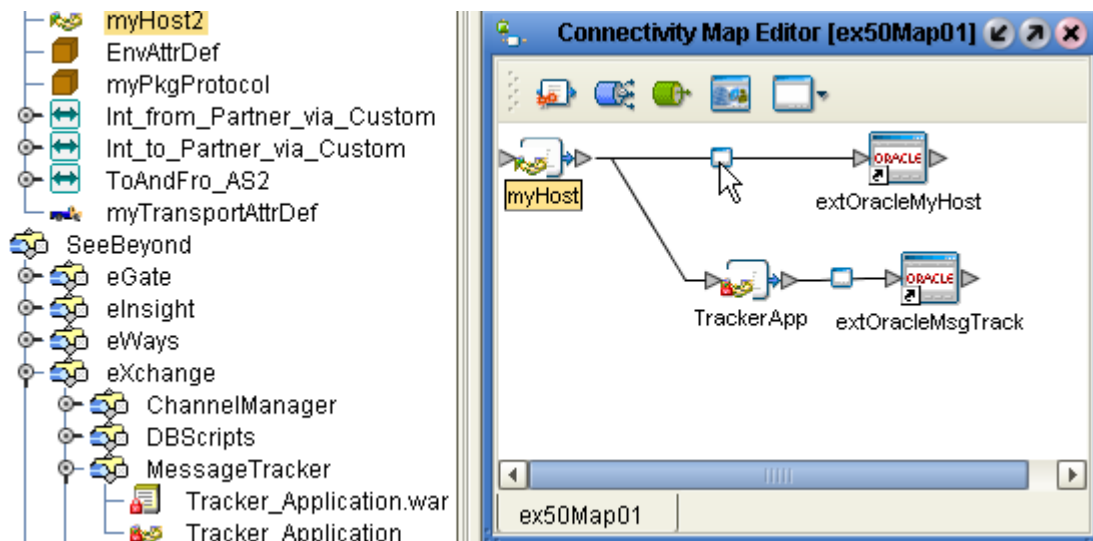 myHost2
EnvAttrDef
myPkgProtocol
Int_from_Partner_via_Custom
Int_to_Partner_via_Custom
ToAndFro_AS2
myTransportAttrDef
SeeBeyond
eGate
eInsight
eWays
eXchange
ChannelManager
DBScripts
MessageTracker
Tracker_Application.war
Tracker_Application
Connectivity Map Editor [ex50Map01]
ORACLE
myHost
extOracleMyHost
ORACLE
TrackerApp
extOracleMsgTrack
ex50Map01